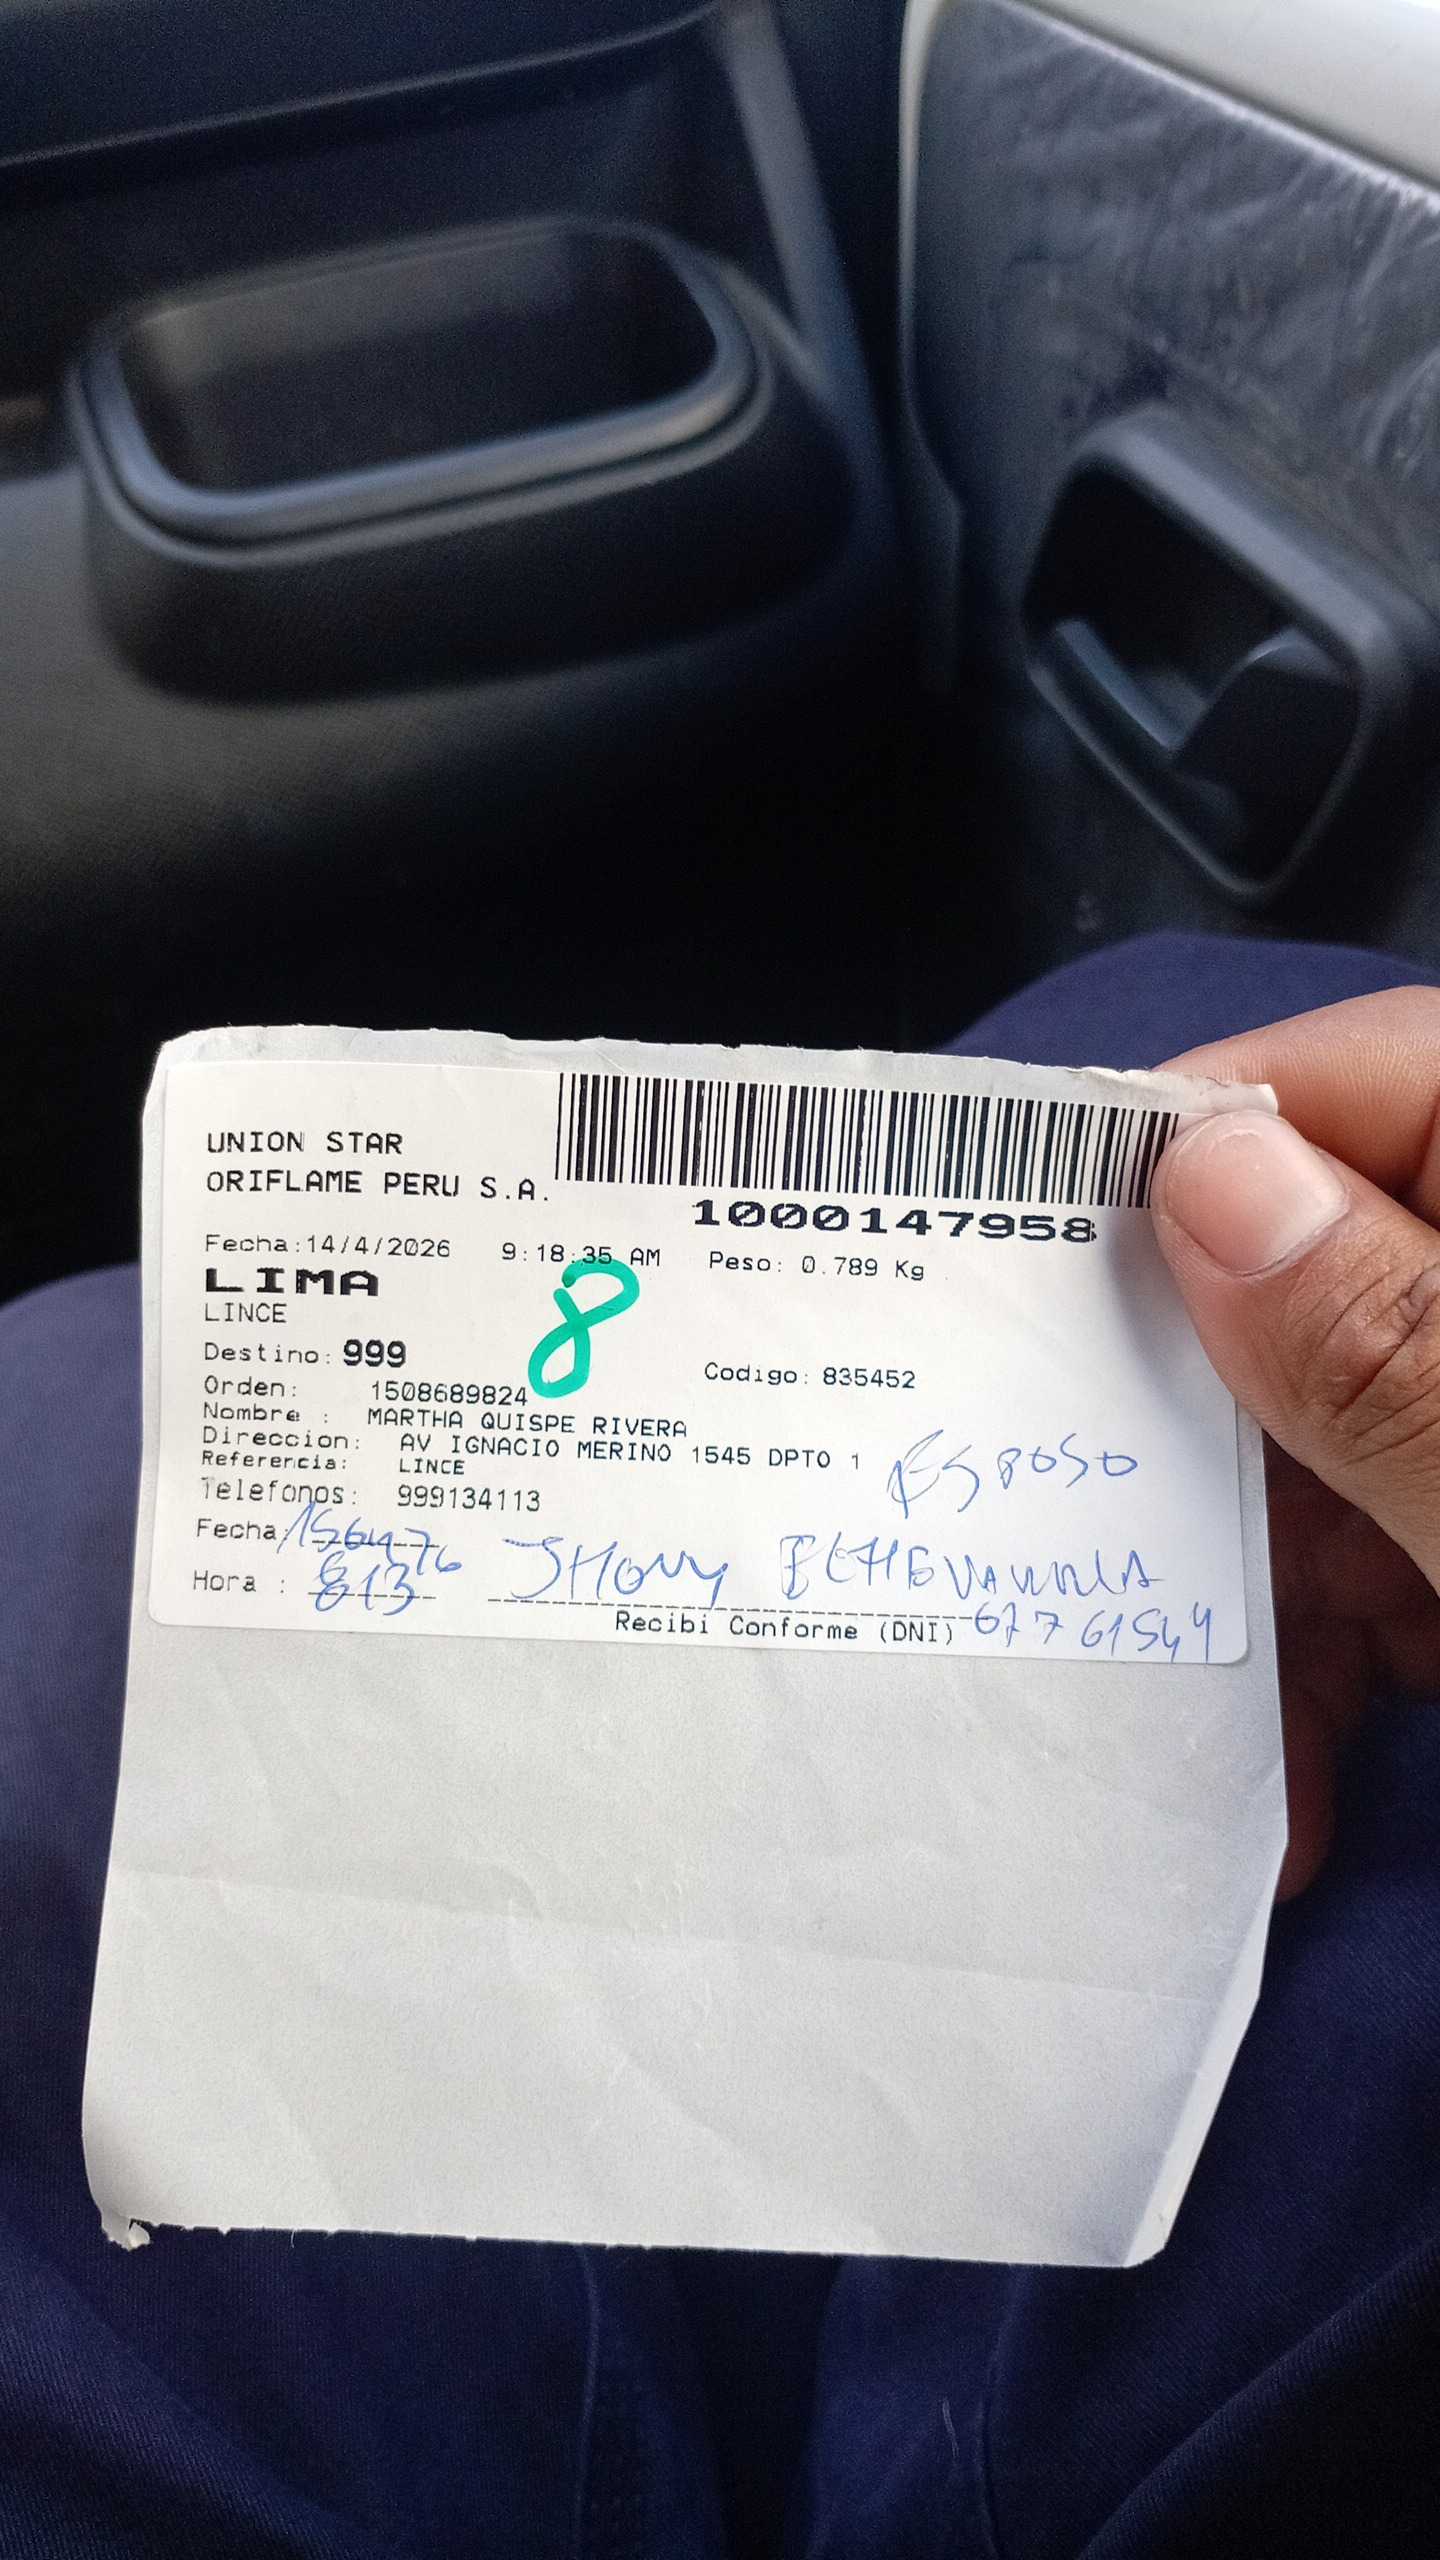 UNION STAR
ORIFLAME PERU S.A.
1000147958
Fecha:14/4/2026 9:18:35 AM Peso: 0.789 Kg
LIMA
8
LINCE
Destino: 999
Codigo: 835452
Orden: 1508689824
Nombre : MARTHA QUISPE RIVERA
Direccion: AV IGNACIO MERINO 1545 DPTO 1
Referencia: LINCE
ESPOSO
Telefonos: 999134113
Fecha:
JHONY
Hora : 813
Recibi Conforme (DNI)